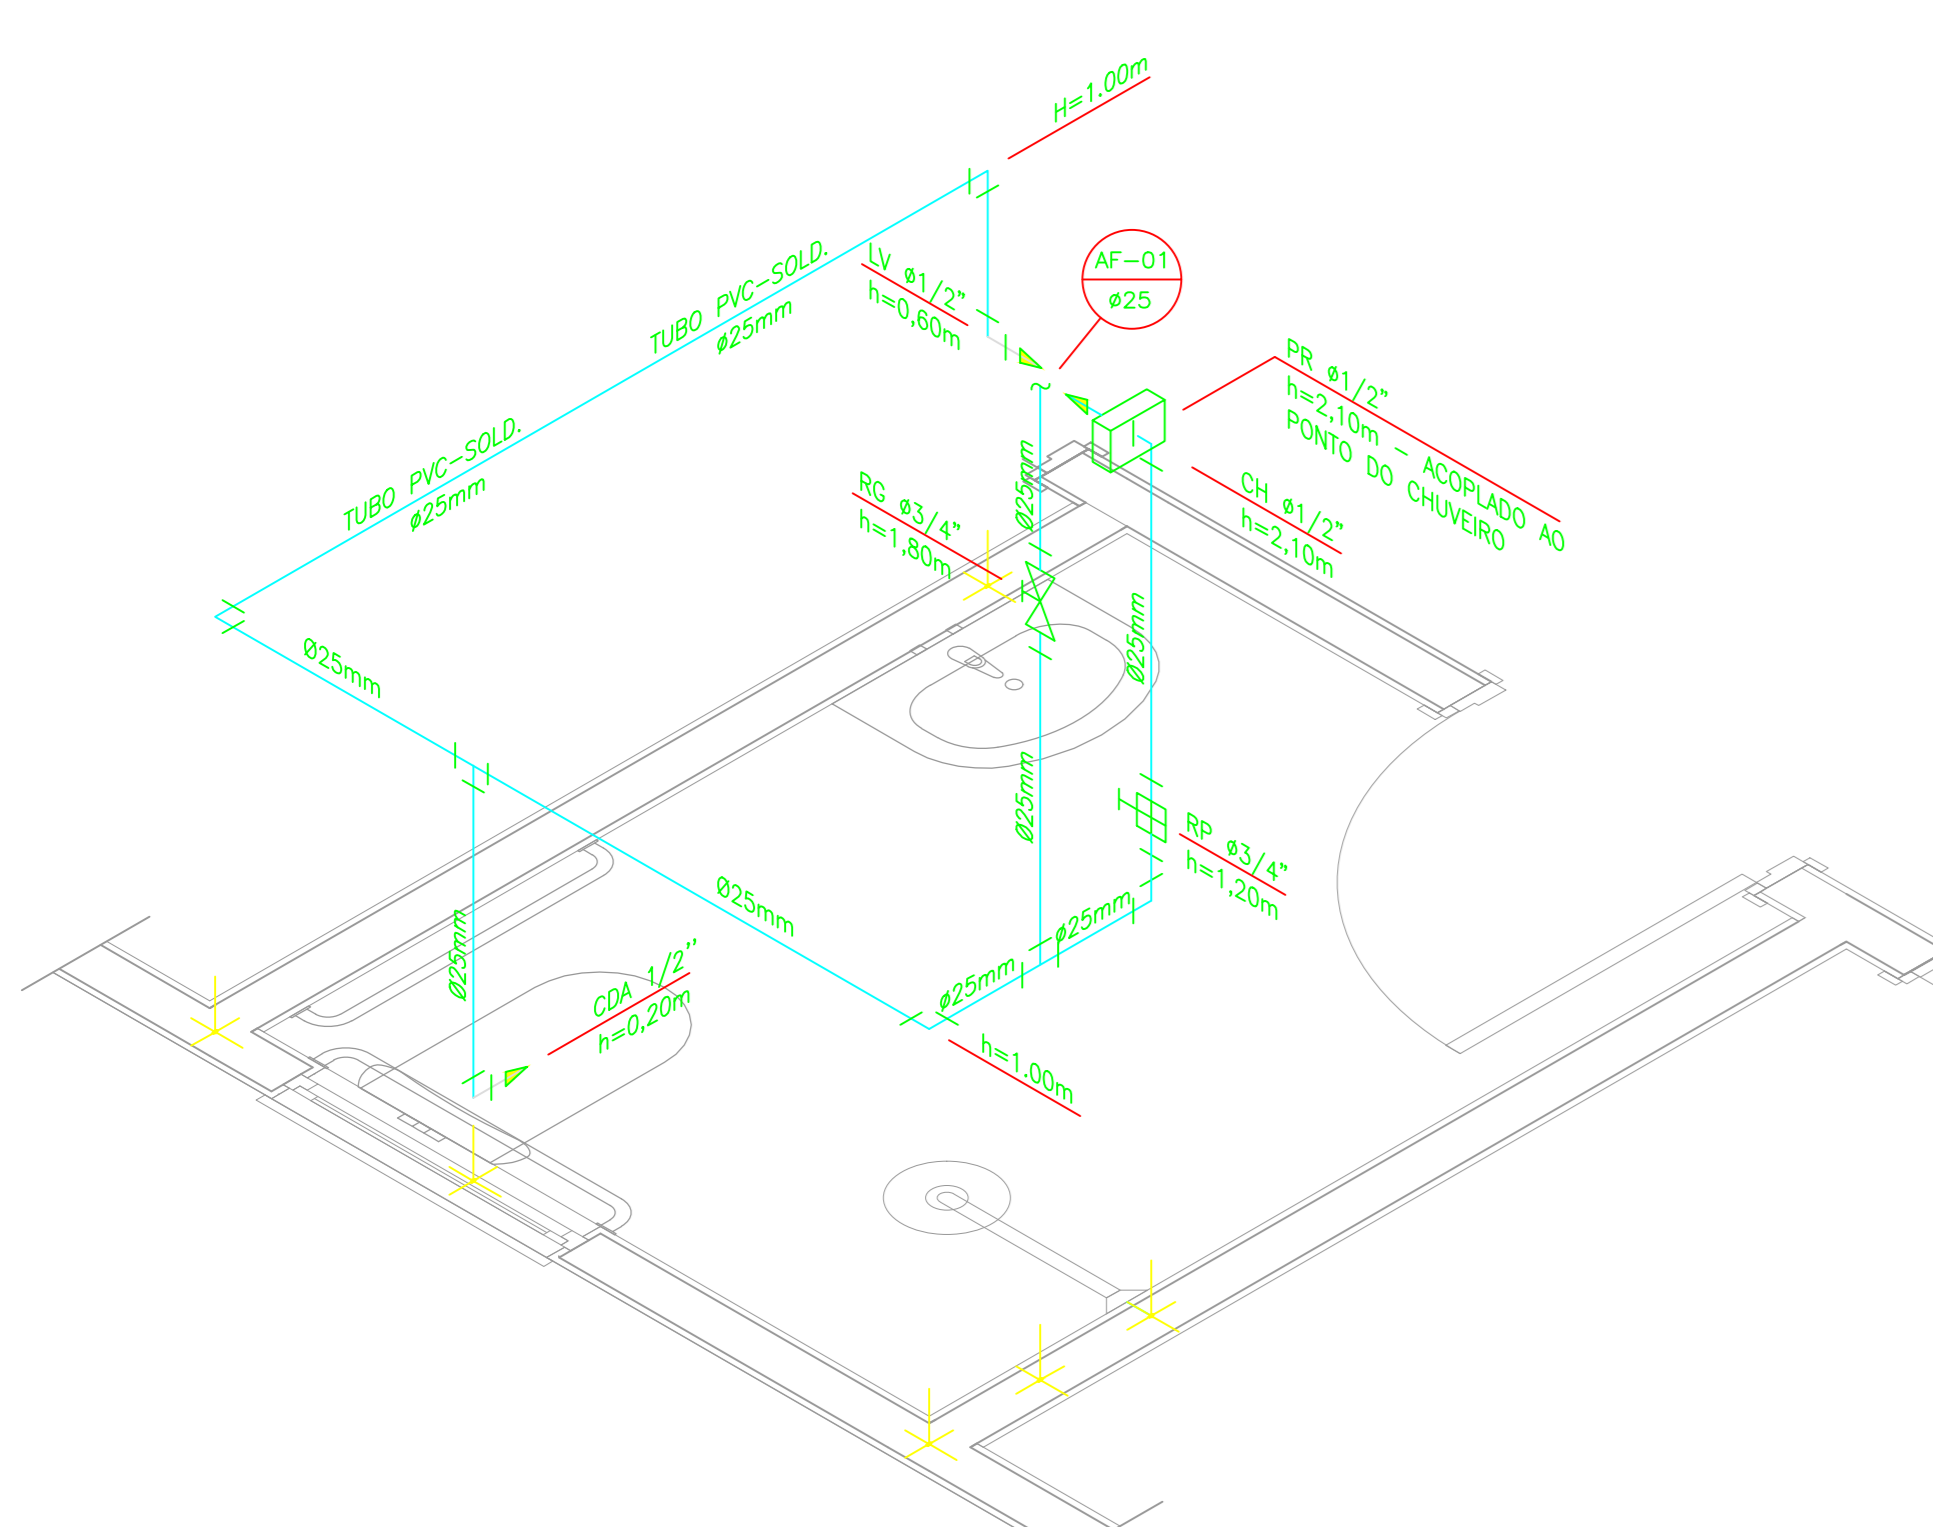 H=1.00m
TUBO PVC-SOLD.
ø25mm
LV ø1/2"
h=0,60m
AF-01
ø25
PR ø1/2"
h=2,10m - ACOPLADO AO
PONTO DO CHUVEIRO
TUBO PVC-SOLD.
ø25mm
RG ø3/4"
h=1,80m
Ø25mm
CH ø1/2"
h=2,10m
Ø25mm
Ø25mm
Ø25mm
RP ø3/4"
h=1,20m
Ø25mm
Ø25mm
CDA 1/2''
h=0,20m
ø25mm
ø25mm
h=1.00m